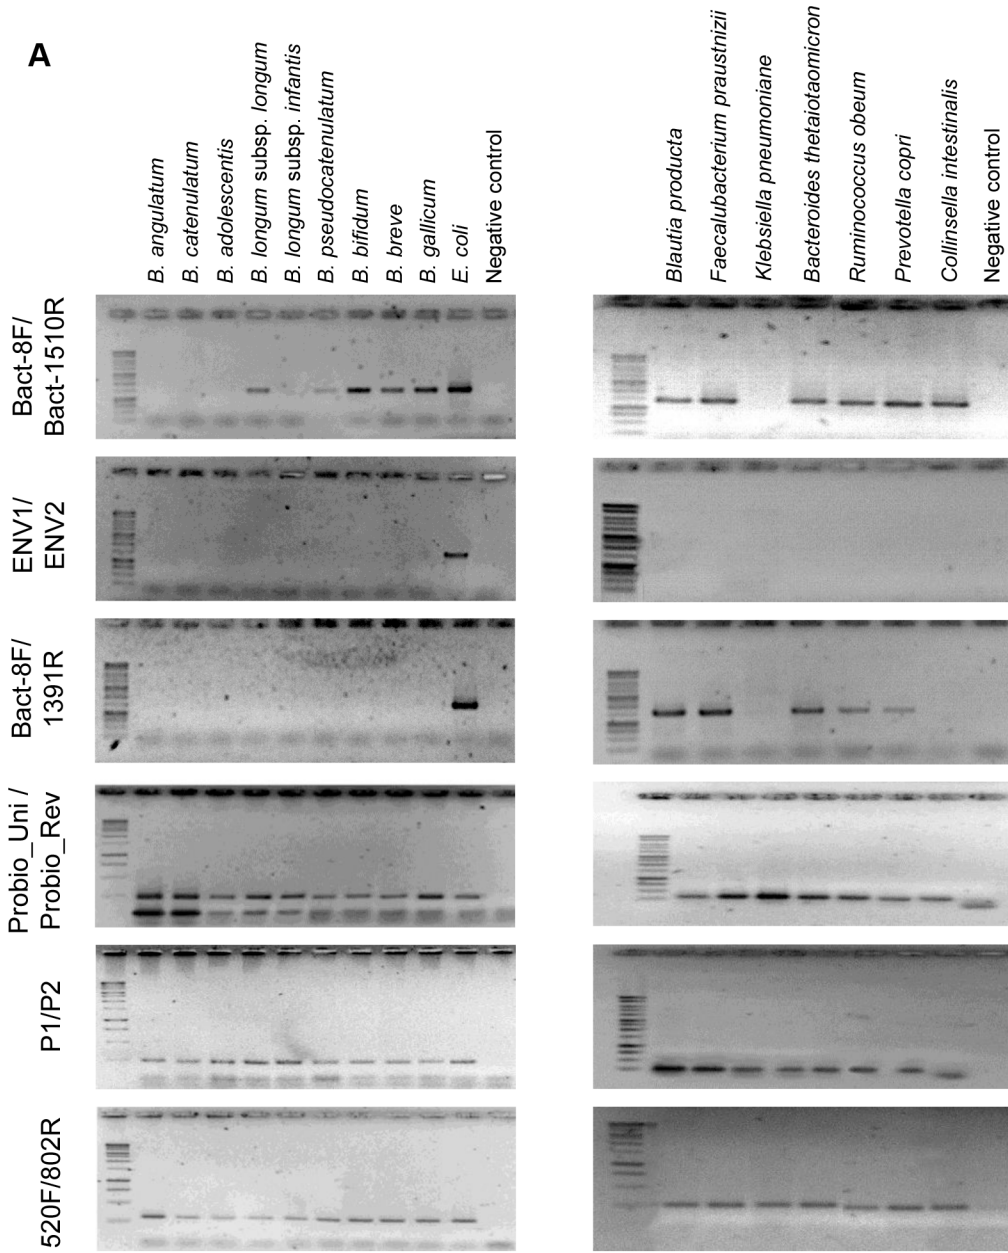 A
B. angulatum
B. catenulatum
B. adolescentis
B. longum subsp. longum
B. longum subsp. infantis
B. pseudocatenulatum
B. bifidum
B. breve
B. gallicum
E. coli
Negative control
Blautia producta
Faecalubacterium praustnizii
Klebsiella pneumoniane
Bacteroides thetaiotaomicron
Ruminococcus obeum
Prevotella copri
Collinsella intestinalis
Negative control
Bact-8F/
Bact-1510R
ENV1/
ENV2
Bact-8F/
1391R
Probio_Uni /
Probio_Rev
P1/P2
520F/802R